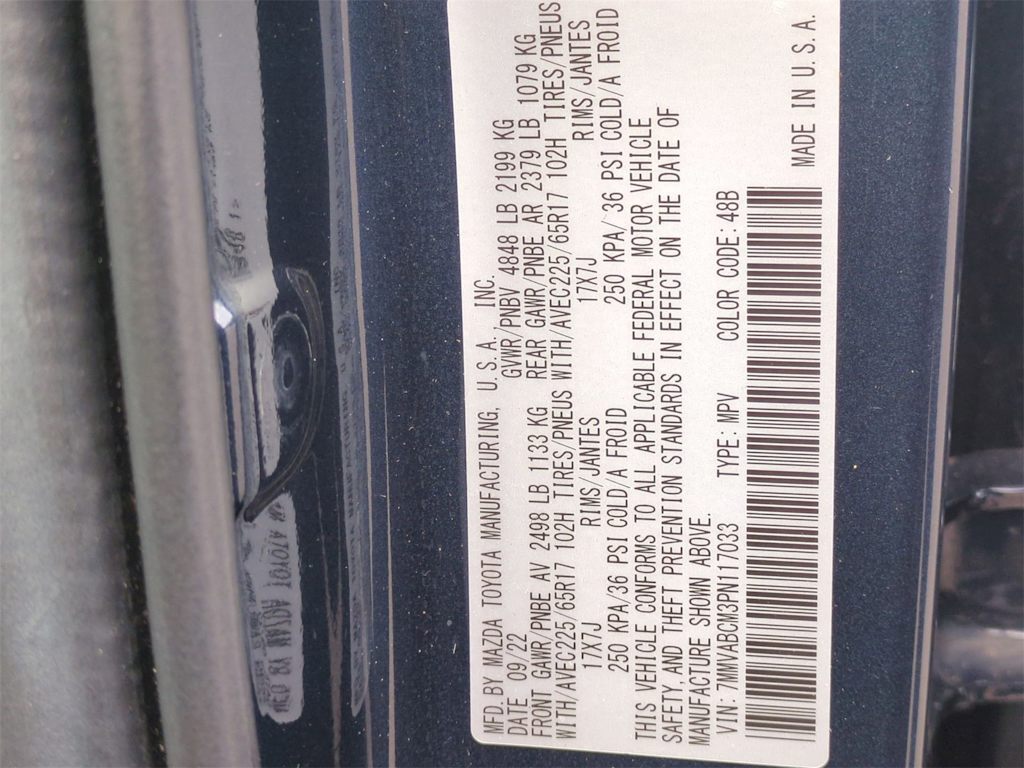 MFD.BY MAZDA TOYOTA MANUFACTURING, U.S.A., INC.
DATE 09/22 GWR/PNBV 4848 LB 2199 KG
FRONT GAWR/PNBE AV 2498 LB 1133 KG REAR GAWR/PNBE AR 2379 LB 1079 KG
WITH/AVEC225/65R17 102H TIRES/PNEUS WITH/AVEC225/65R17 102H TIRES/PNEUS
17X7J RIMS/JANTES 17X7J RIMS/JANTES
250 KPA/36 PSI COLD/A FROID 250 KPA/36 PSI COLD/A FROID
THIS VEHICLE CONFORMS TO ALL APPLICABLE FEDERAL MOTOR VEHICLE
SAFETY AND THEFT PREVENTION STANDARDS IN EFFECT ON THE DATE OF
MANUFACTURE SHOWN ABOVE.
VIN: 7MMVABCM3PN117033 TYPE: MPV COLOR CODE: 48B
MADE IN U.S.A.